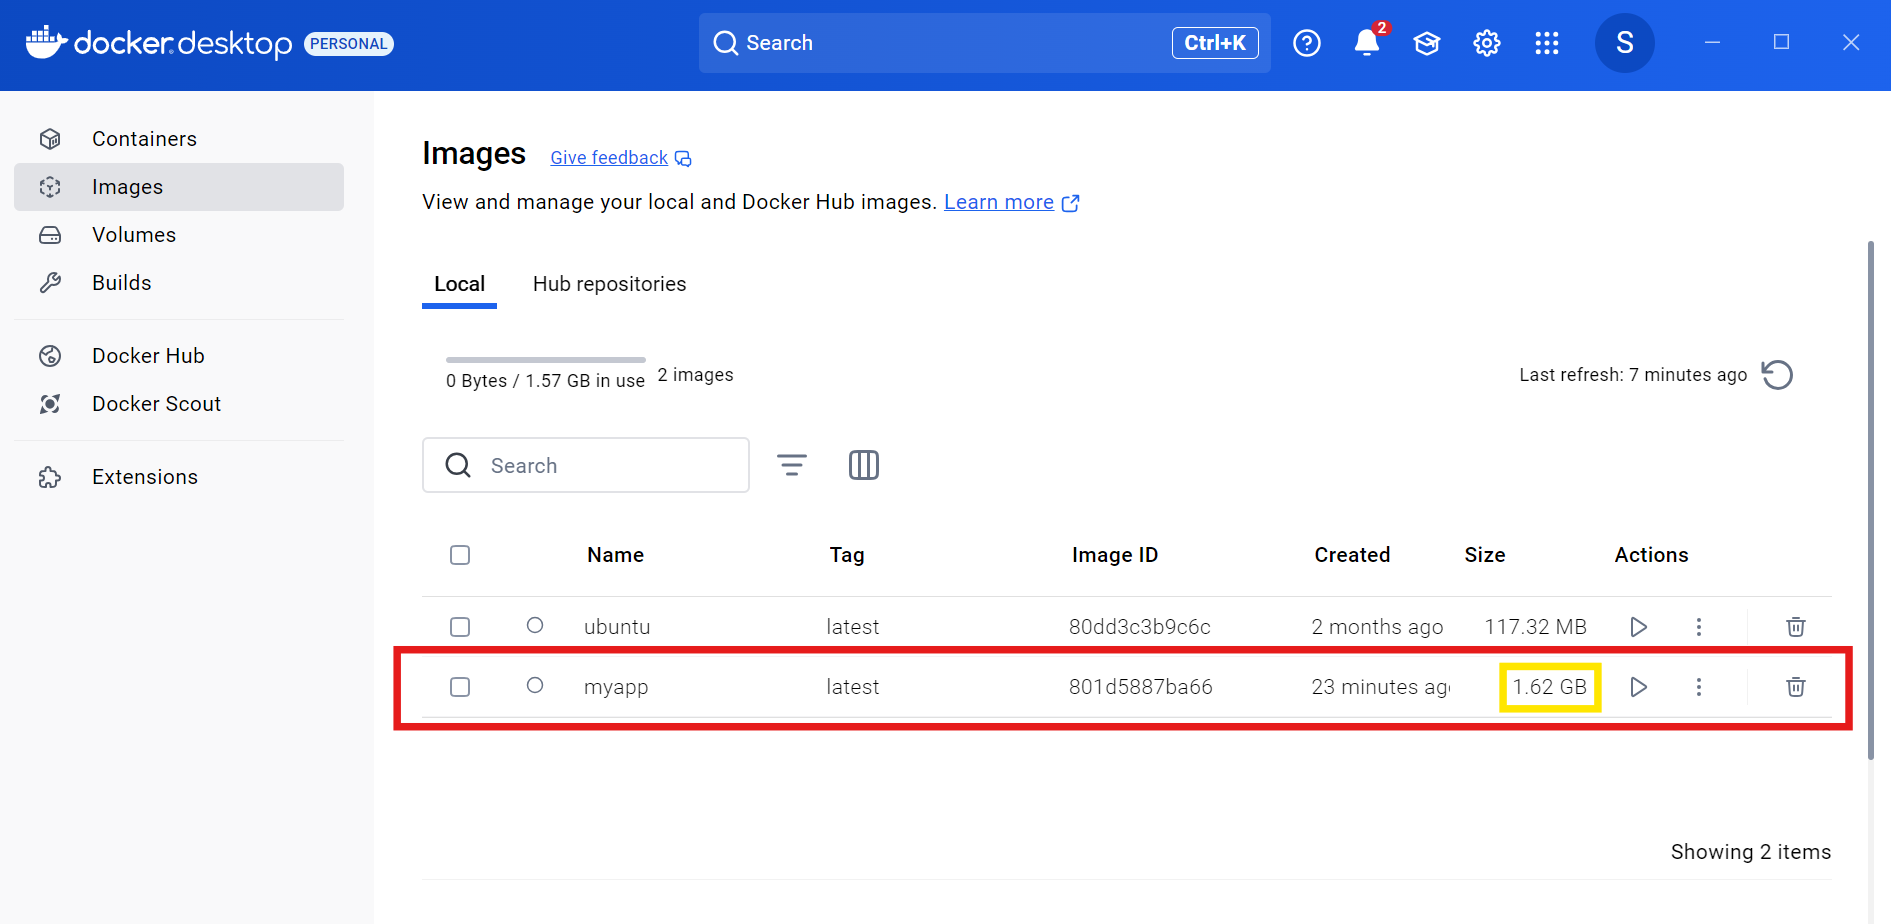 docker.desktop PERSONAL
Search
Ctrl+K
2
S
Containers
Images
Volumes
Builds
Docker Hub
Docker Scout
Extensions
Images Give feedback
View and manage your local and Docker Hub images. Learn more
Local Hub repositories
0 Bytes / 1.57 GB in use 2 images
Last refresh: 7 minutes ago
Search
Name Tag Image ID Created Size Actions
ubuntu latest 80dd3c3b9c6c 2 months ago 117.32 MB
myapp latest 801d5887ba66 23 minutes ag 1.62 GB
Showing 2 items